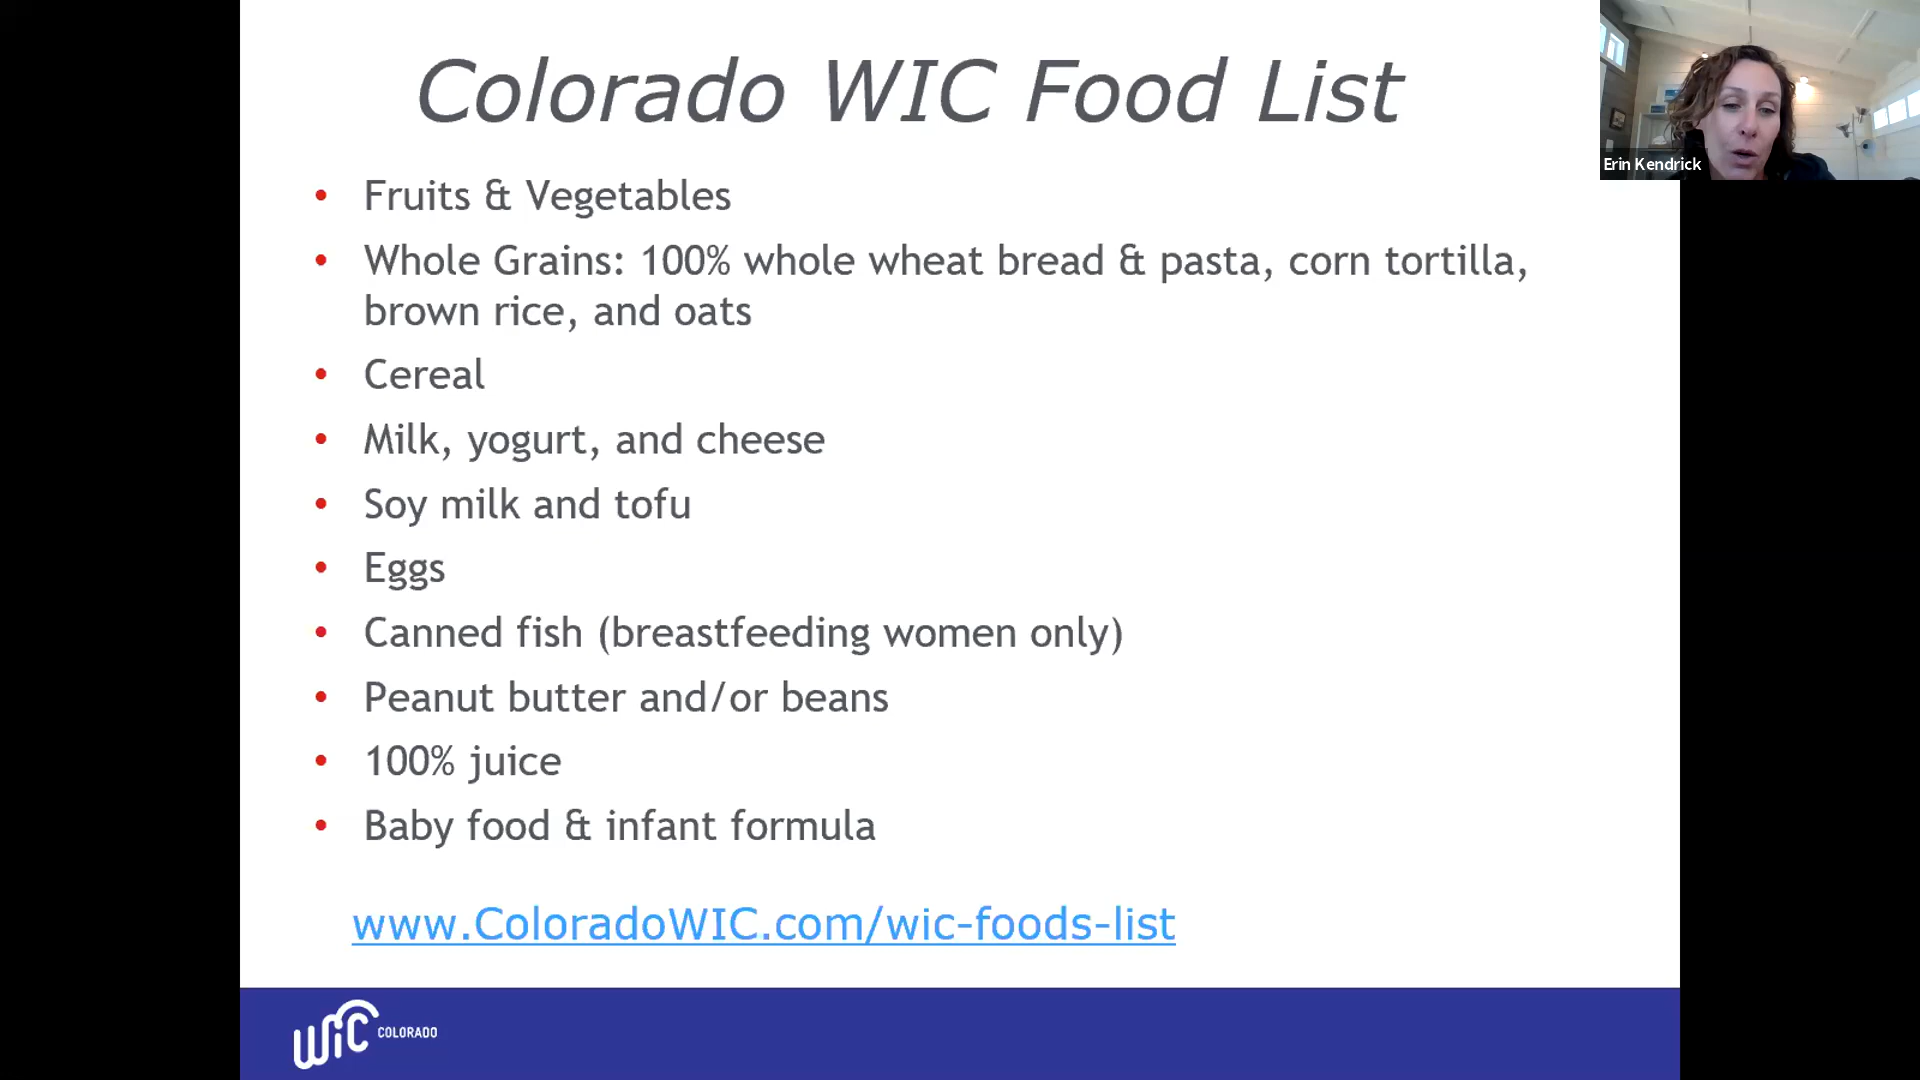 Colorado WIC Food List
Erin Kendrick
• Fruits & Vegetables
• Whole Grains: 100% whole wheat bread & pasta, corn tortilla,
brown rice, and oats
• Cereal
• Milk, yogurt, and cheese
• Soy milk and tofu
• Eggs
• Canned fish (breastfeeding women only)
• Peanut butter and/or beans
• 100% juice
• Baby food & infant formula
www.ColoradoWIC.com/wic-foods-list
WIC COLORADO